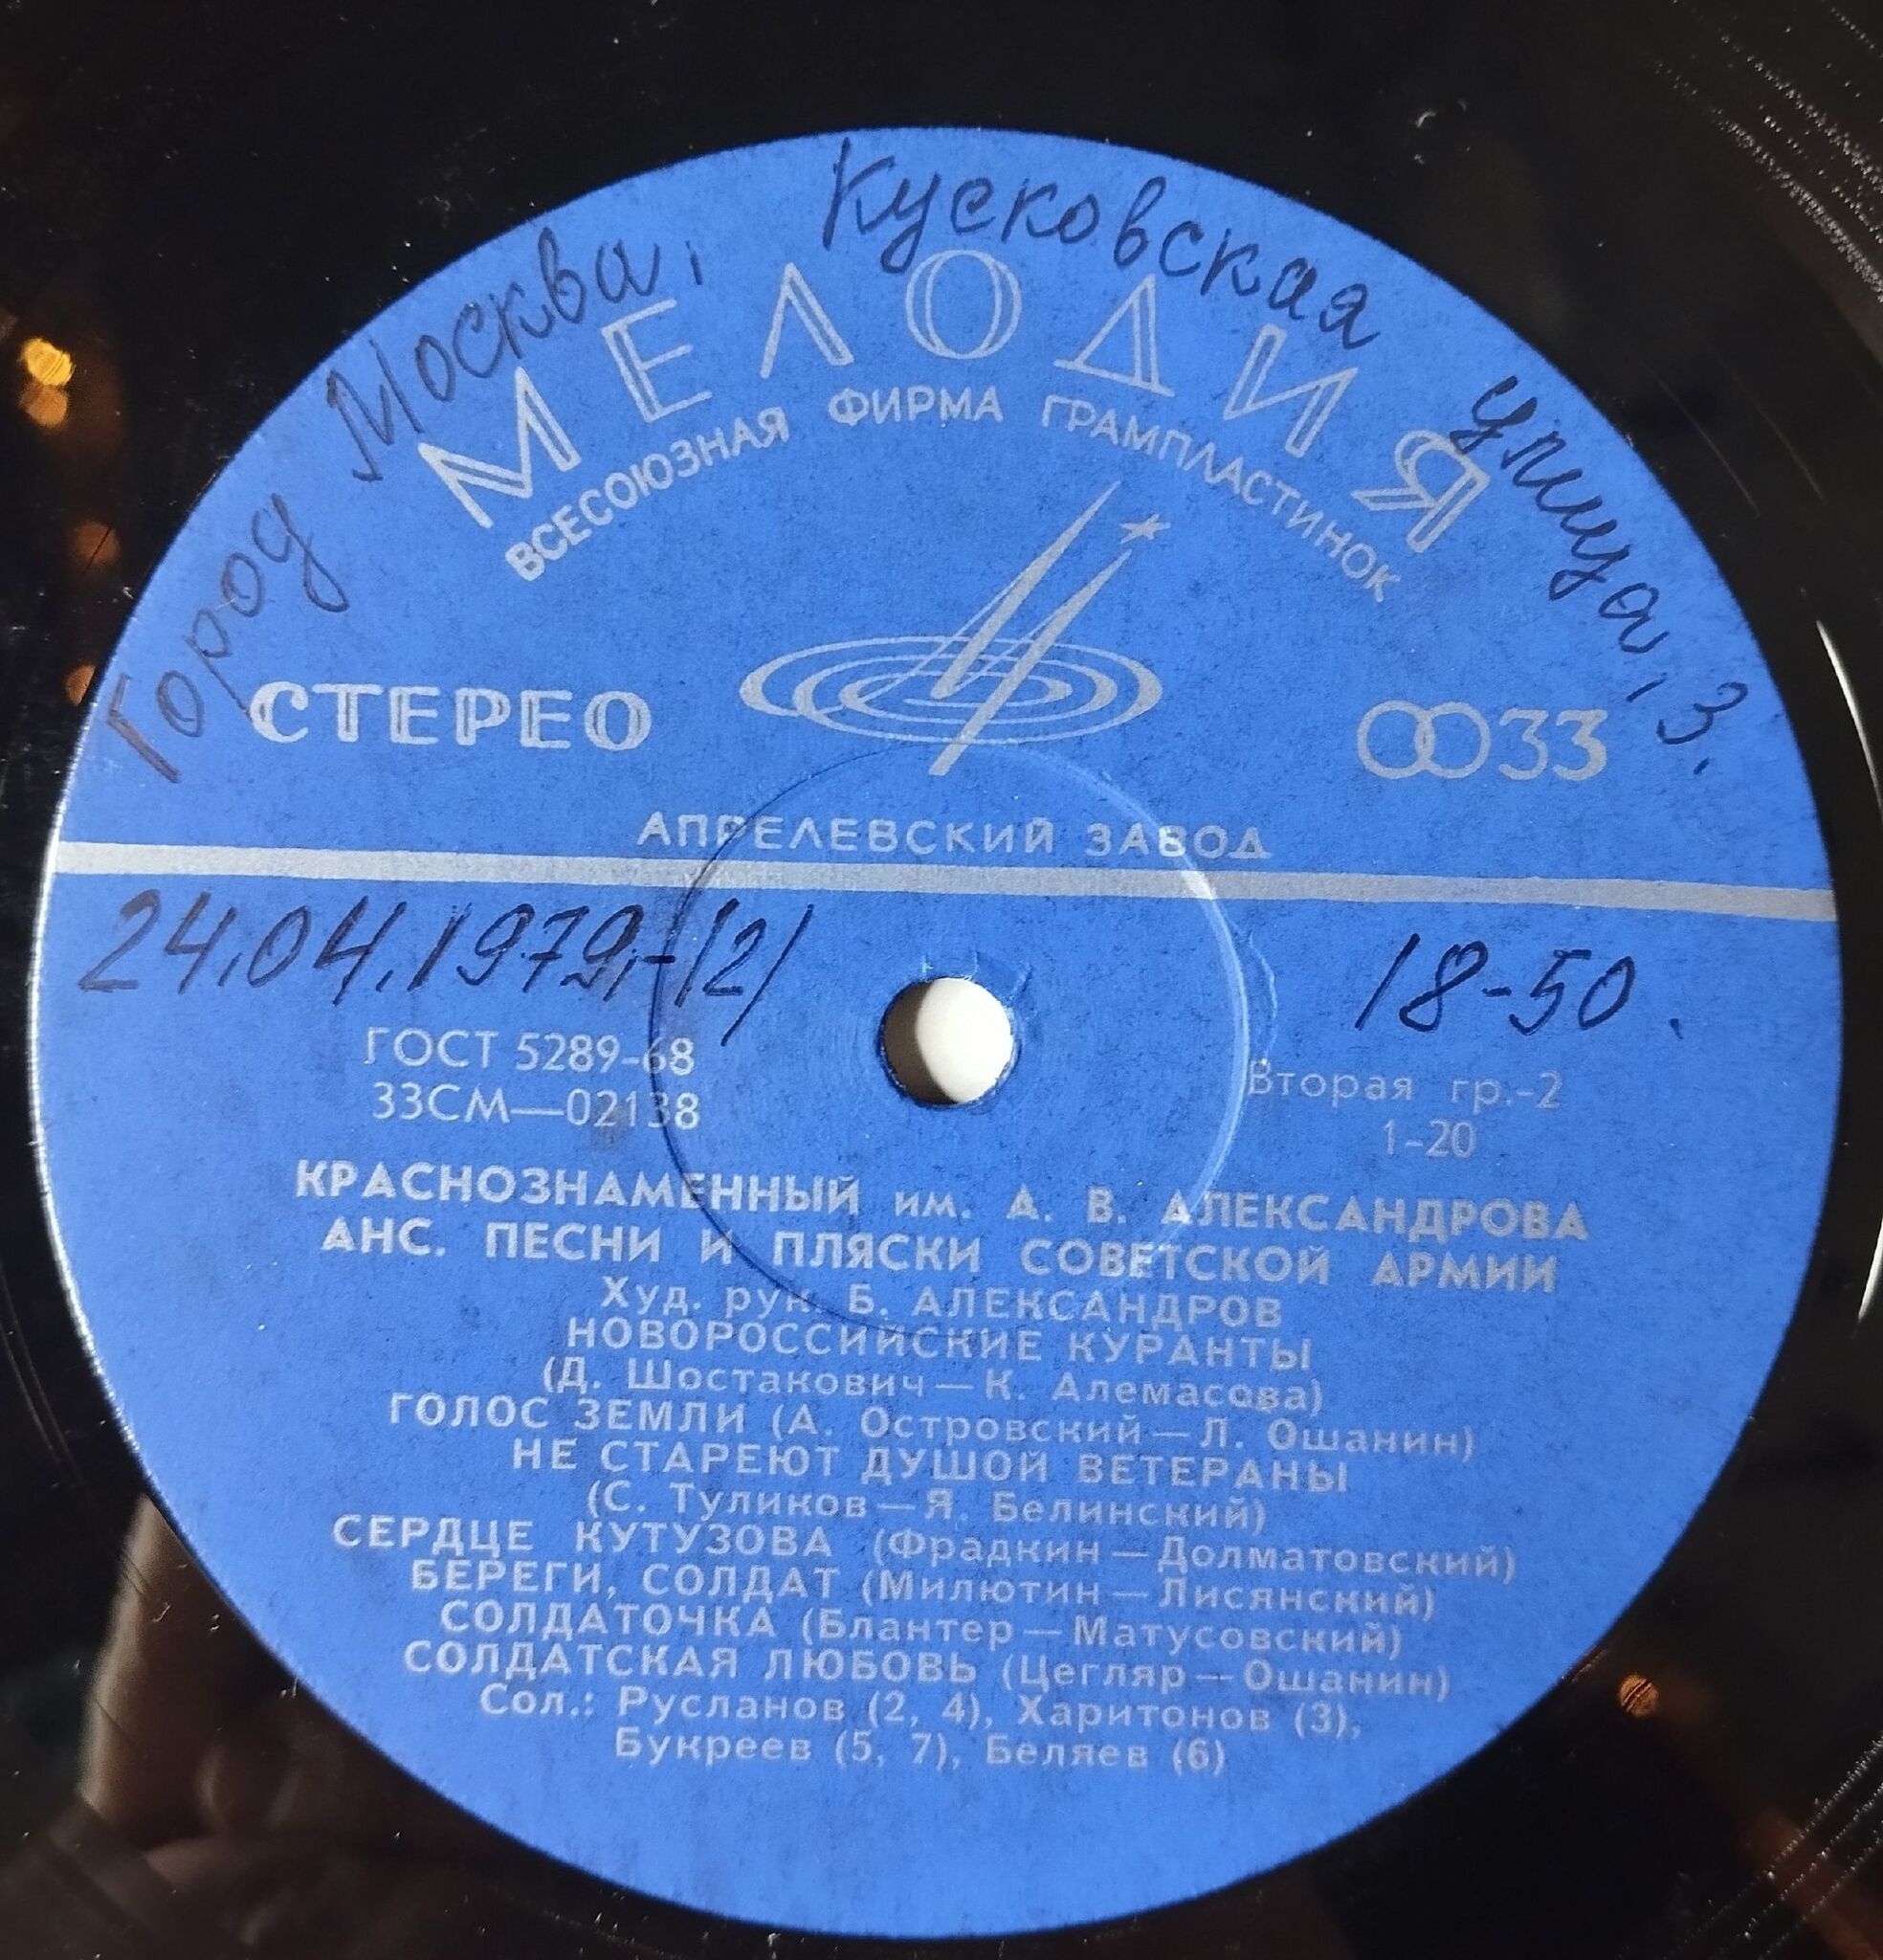 Город Москва, Кусковская улица, 3.
МЕЛОДИЯ
ВСЕСОЮЗНАЯ ФИРМА ГРАМПЛАСТИНОК
СТЕРЕО
33
АПРЕЛЕВСКИЙ ЗАВОД
24.04.1979,-(2)
18-50.
ГОСТ 5289-68
33СМ—02138
Вторая гр.-2
1-20
КРАСНОЗНАМЕННЫЙ им. А. В. АЛЕКСАНДРОВА
АНС. ПЕСНИ И ПЛЯСКИ СОВЕТСКОЙ АРМИИ
Худ. рук. Б. АЛЕКСАНДРОВ
НОВОРОССИЙСКИЕ КУРАНТЫ
(Д. Шостакович — К. Алемасова)
ГОЛОС ЗЕМЛИ (А. Островский — Л. Ошанин)
НЕ СТАРЕЮТ ДУШОЙ ВЕТЕРАНЫ
(С. Туликов — Я. Белинский)
СЕРДЦЕ КУТУЗОВА (Фрадкин — Долматовский)
БЕРЕГИ, СОЛДАТ (Милютин — Лисянский)
СОЛДАТОЧКА (Блантер — Матусовский)
СОЛДАТСКАЯ ЛЮБОВЬ (Цегляр — Ошанин)
Сол.: Русланов (2, 4), Харитонов (3),
Букреев (5, 7), Беляев (6)